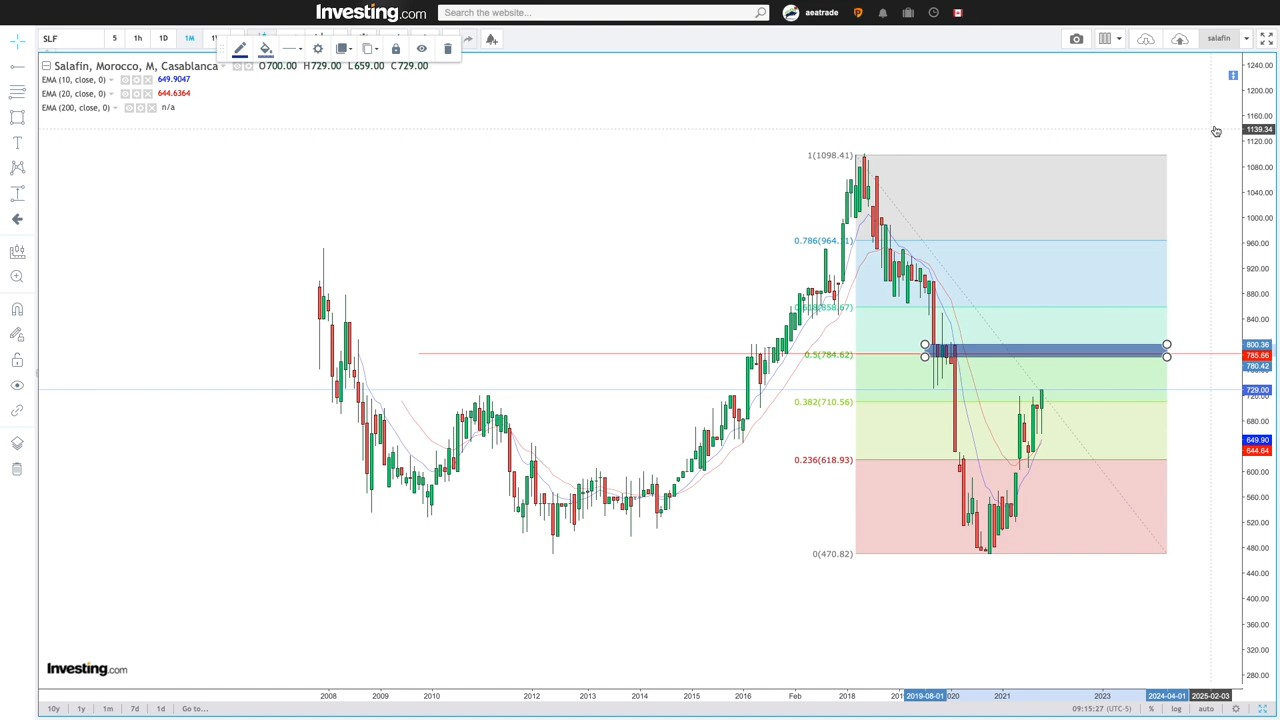 Investing.com
Search the website...
aeatrade
SLF
5
1h
1D
1M
salafin
Salafin, Morocco, M, Casablanca
O700.00 H729.00 L659.00 C729.00
EMA (10, close, 0)
649.9047
EMA (20, close, 0)
644.6364
EMA (200, close, 0)
n/a
1(1098.41)
0.5(784.62)
0.382(710.56)
0.236(618.93)
0(470.82)
1240.00
1200.00
1160.00
1139.34
1120.00
1080.00
1040.00
1000.00
960.00
920.00
880.00
840.00
800.36
785.66
780.42
729.00
680.00
649.90
644.64
600.00
560.00
520.00
480.00
440.00
400.00
360.00
320.00
280.00
Investing.com
2008
2009
2010
2012
2013
2014
2015
2016
Feb
2018
2019-08-01
020
2021
2023
2024-04-01
2025-02-03
10y
1y
1m
7d
1d
Go to...
09:15:27 (UTC-5)
%
log
auto